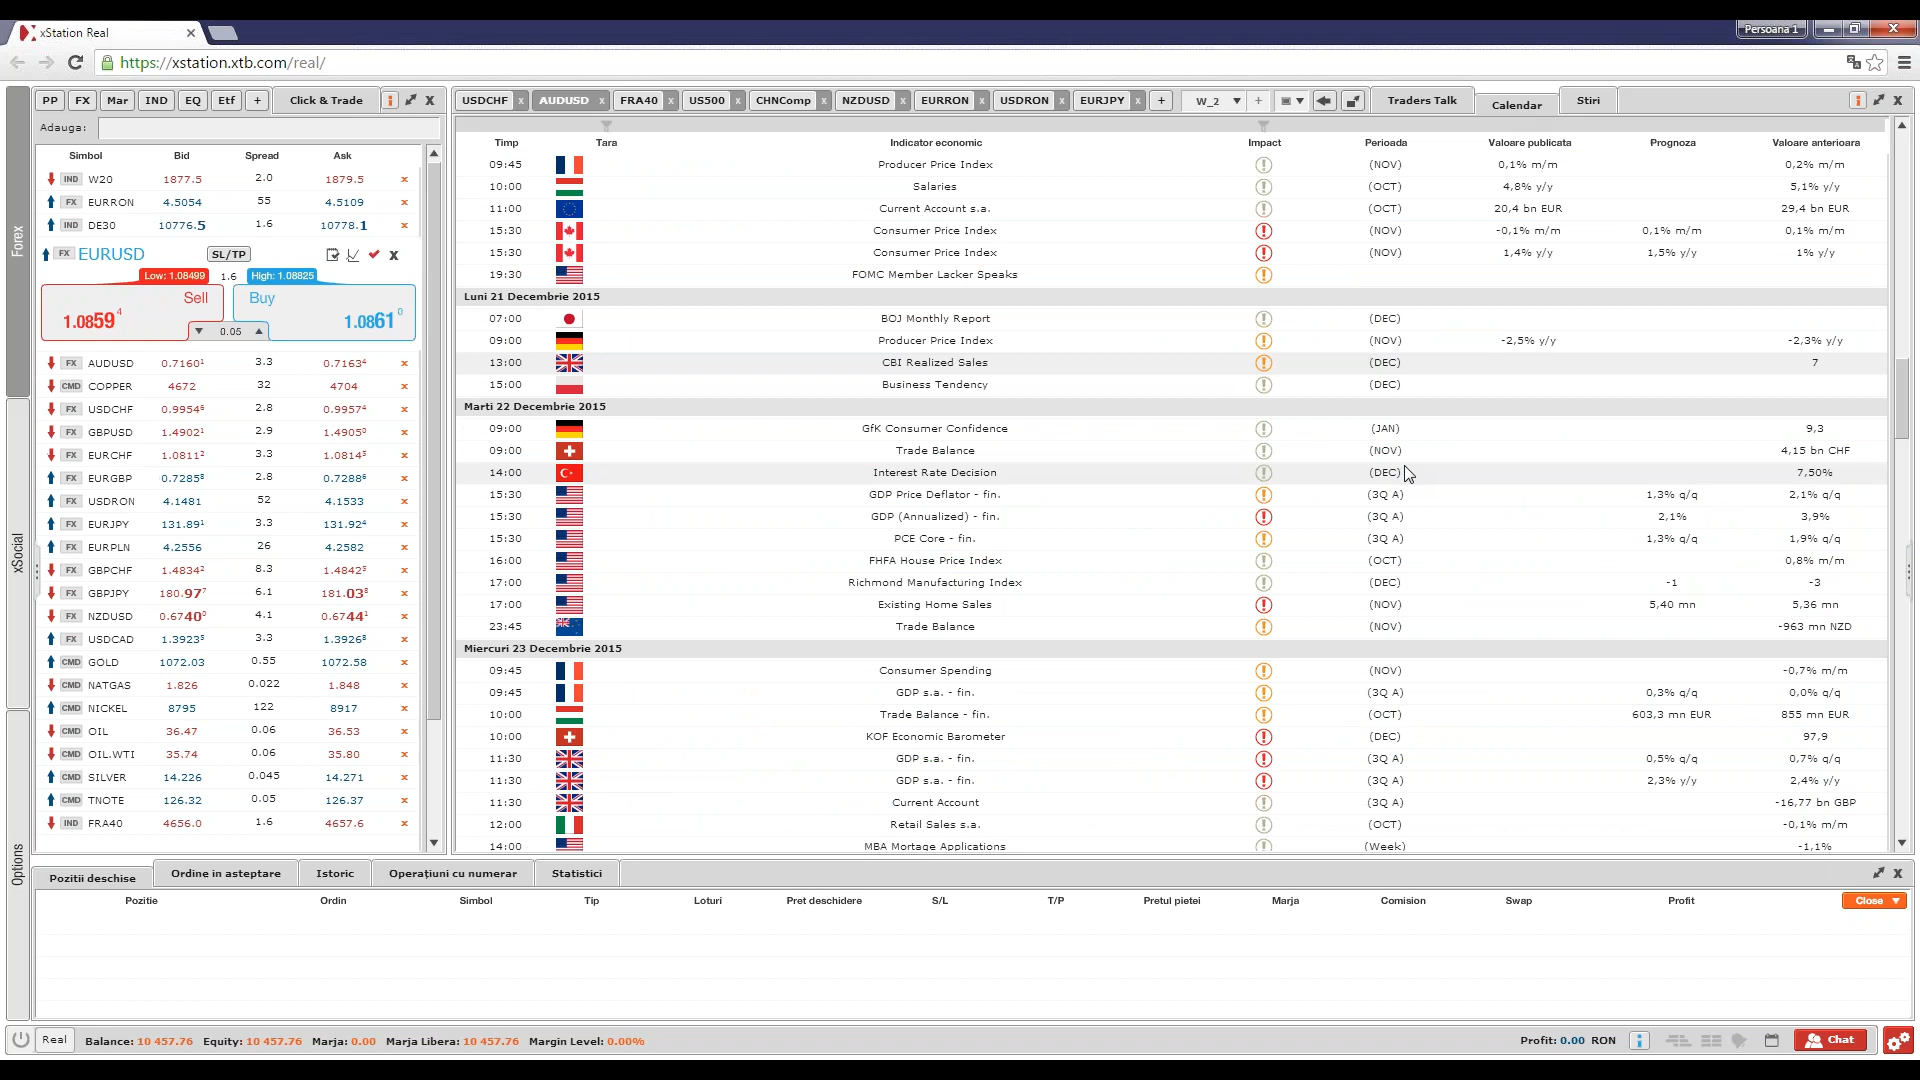 xStation Real
Persoana 1
https://xstation.xtb.com/real/
PP FX Mar IND EQ Etf + Click & Trade
USDCHF x AUDUSD x FRA40 x US500 x CHNComp x NZDUSD x EURRON x USDRON x EURJPY x + W_2 + Traders Talk Calendar Stiri
Adauga:
Forex
xSocial
Options
Simbol Bid Spread Ask
IND W20 1877.5 2.0 1879.5 x
FX EURRON 4.5054 55 4.5109 x
IND DE30 10776.5 1.6 10778.1 x
FX EURUSD SL/TP
Low: 1.08499 1.6 High: 1.08825
Sell Buy
1.08594 1.08610
0.05
FX AUDUSD 0.71601 3.3 0.71634 x
CMD COPPER 4672 32 4704 x
FX USDCHF 0.99546 2.8 0.99574 x
FX GBPUSD 1.49021 2.9 1.49050 x
FX EURCHF 1.08112 3.3 1.08145 x
FX EURGBP 0.72858 2.8 0.72886 x
FX USDRON 4.1481 52 4.1533 x
FX EURJPY 131.891 3.3 131.924 x
FX EURPLN 4.2556 26 4.2582 x
FX GBPCHF 1.48342 8.3 1.48425 x
FX GBPJPY 180.977 6.1 181.038 x
FX NZDUSD 0.67400 4.1 0.67441 x
FX USDCAD 1.39235 3.3 1.39268 x
CMD GOLD 1072.03 0.55 1072.58 x
CMD NATGAS 1.826 0.022 1.848 x
CMD NICKEL 8795 122 8917 x
CMD OIL 36.47 0.06 36.53 x
CMD OIL.WTI 35.74 0.06 35.80 x
CMD SILVER 14.226 0.045 14.271 x
CMD TNOTE 126.32 0.05 126.37 x
IND FRA40 4656.0 1.6 4657.6 x
Timp Tara Indicator economic Impact Perioada Valoare publicata Prognoza Valoare anterioara
09:45 Producer Price Index (NOV) 0,1% m/m 0,2% m/m
10:00 Salaries (OCT) 4,8% y/y 5,1% y/y
11:00 Current Account s.a. (OCT) 20,4 bn EUR 29,4 bn EUR
15:30 Consumer Price Index (NOV) -0,1% m/m 0,1% m/m 0,1% m/m
15:30 Consumer Price Index (NOV) 1,4% y/y 1,5% y/y 1% y/y
19:30 FOMC Member Lacker Speaks
Luni 21 Decembrie 2015
07:00 BOJ Monthly Report (DEC)
09:00 Producer Price Index (NOV) -2,5% y/y -2,3% y/y
13:00 CBI Realized Sales (DEC) 7
15:00 Business Tendency (DEC)
Marti 22 Decembrie 2015
09:00 GfK Consumer Confidence (JAN) 9,3
09:00 Trade Balance (NOV) 4,15 bn CHF
14:00 Interest Rate Decision (DEC) 7,50%
15:30 GDP Price Deflator - fin. (3Q A) 1,3% q/q 2,1% q/q
15:30 GDP (Annualized) - fin. (3Q A) 2,1% 3,9%
15:30 PCE Core - fin. (3Q A) 1,3% q/q 1,9% q/q
16:00 FHFA House Price Index (OCT) 0,8% m/m
17:00 Richmond Manufacturing Index (DEC) -1 -3
17:00 Existing Home Sales (NOV) 5,40 mn 5,36 mn
23:45 Trade Balance (NOV) -963 mn NZD
Miercuri 23 Decembrie 2015
09:45 Consumer Spending (NOV) -0,7% m/m
09:45 GDP s.a. - fin. (3Q A) 0,3% q/q 0,0% q/q
10:00 Trade Balance - fin. (OCT) 603,3 mn EUR 855 mn EUR
10:00 KOF Economic Barometer (DEC) 97,9
11:30 GDP s.a. - fin. (3Q A) 0,5% q/q 0,7% q/q
11:30 GDP s.a. - fin. (3Q A) 2,3% y/y 2,4% y/y
11:30 Current Account (3Q A) -16,77 bn GBP
12:00 Retail Sales s.a. (OCT) -0,1% m/m
14:00 MBA Mortage Applications (Week) -1,1%
Pozitii deschise Ordine in asteptare Istoric Operațiuni cu numerar Statistici
Pozitie Ordin Simbol Tip Loturi Pret deschidere S/L T/P Pretul pietei Marja Comision Swap Profit Close
Real Balance: 10 457.76 Equity: 10 457.76 Marja: 0.00 Marja Libera: 10 457.76 Margin Level: 0.00% Profit: 0.00 RON Chat